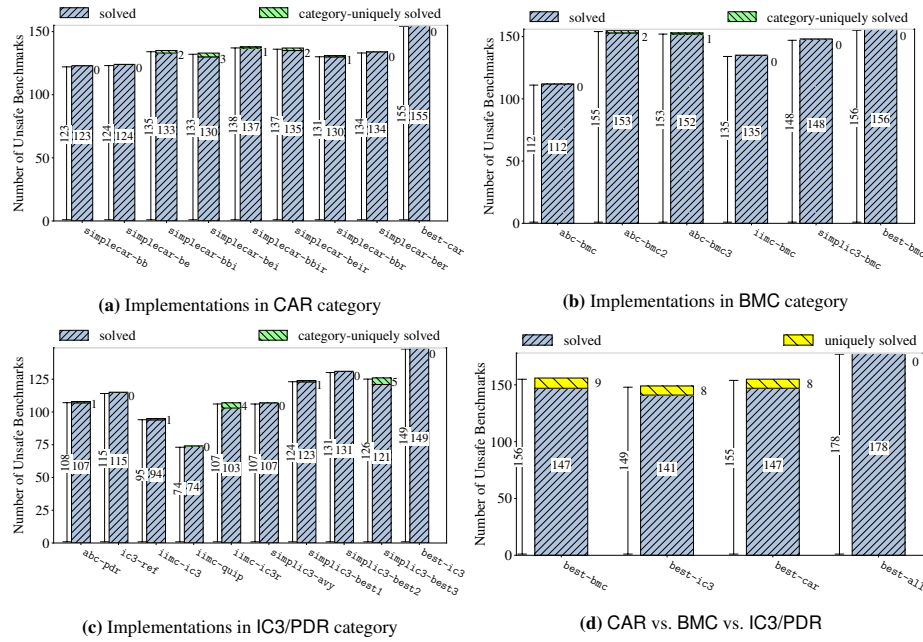 solved category-uniquely solved
Number of Unsafe Benchmarks
150
100
50
0
123 123 0
124 124 0
135 133 2
133 130 3
138 137 1
137 135 2
131 130 1
134 134 0
155 155 0
simplecar-bb
simplecar-be
simplecar-bbi
simplecar-bei
simplecar-bbir
simplecar-beir
simplecar-bbr
simplecar-ber
best-car
(a) Implementations in CAR category
solved category-uniquely solved
Number of Unsafe Benchmarks
150
100
50
0
112 112 0
155 153 2
153 152 1
135 135 0
148 148 0
156 156 0
abc-bmc
abc-bmc2
abc-bmc3
iimc-bmc
simplic3-bmc
best-bmc
(b) Implementations in BMC category
solved category-uniquely solved
Number of Unsafe Benchmarks
125
100
75
50
25
0
108 107 1
115 115 0
95 94 1
74 74 0
107 103 4
107 107 0
124 123 1
131 131 0
126 121 5
149 149 0
abc-pdr
ic3-ref
iimc-ic3
iimc-quip
iimc-ic3r
simplic3-avy
simplic3-best1
simplic3-best2
simplic3-best3
best-ic3
(c) Implementations in IC3/PDR category
solved uniquely solved
Number of Unsafe Benchmarks
150
100
50
0
156 147 9
149 141 8
155 147 8
178 178 0
best-bmc
best-ic3
best-car
best-all
(d) CAR vs. BMC vs. IC3/PDR